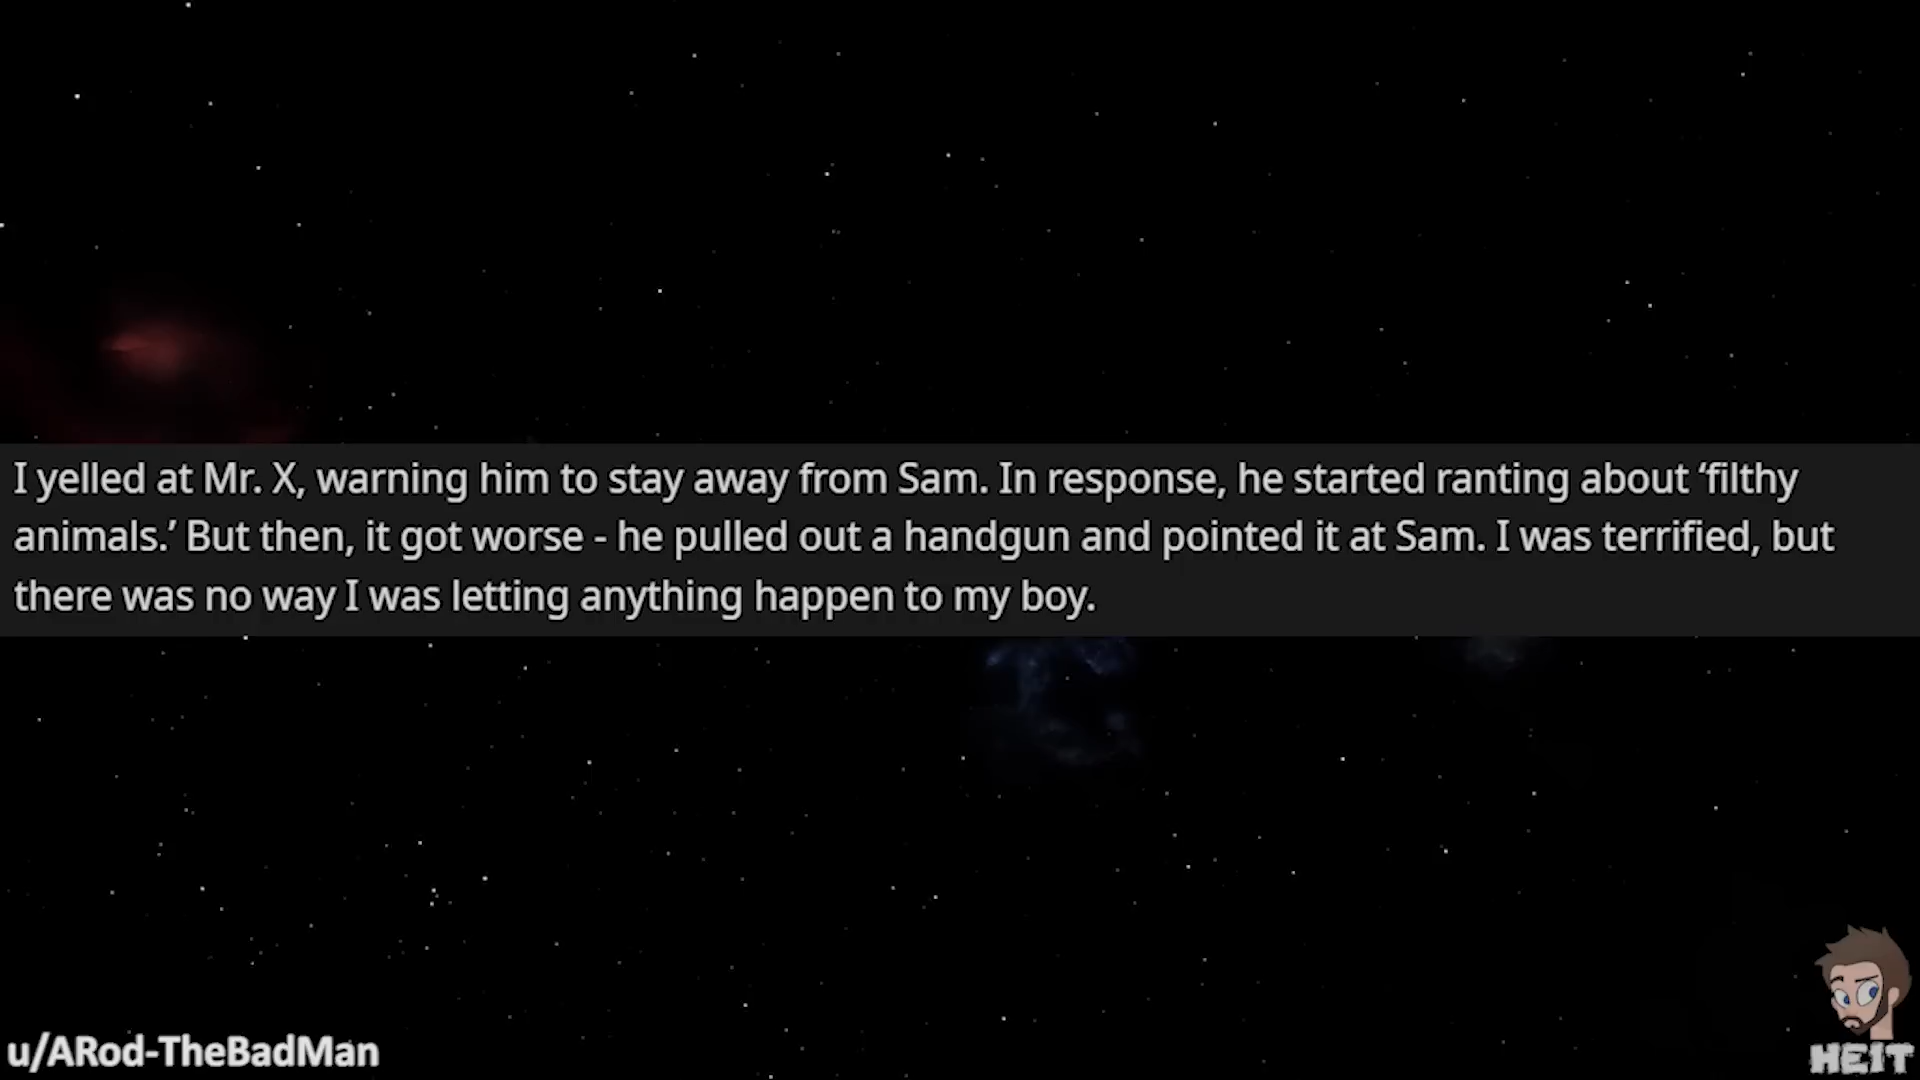 I yelled at Mr. X, warning him to stay away from Sam. In response, he started ranting about ‘filthy
animals.’ But then, it got worse - he pulled out a handgun and pointed it at Sam. I was terrified, but
there was no way I was letting anything happen to my boy.
u/ARod-TheBadMan
HEIT